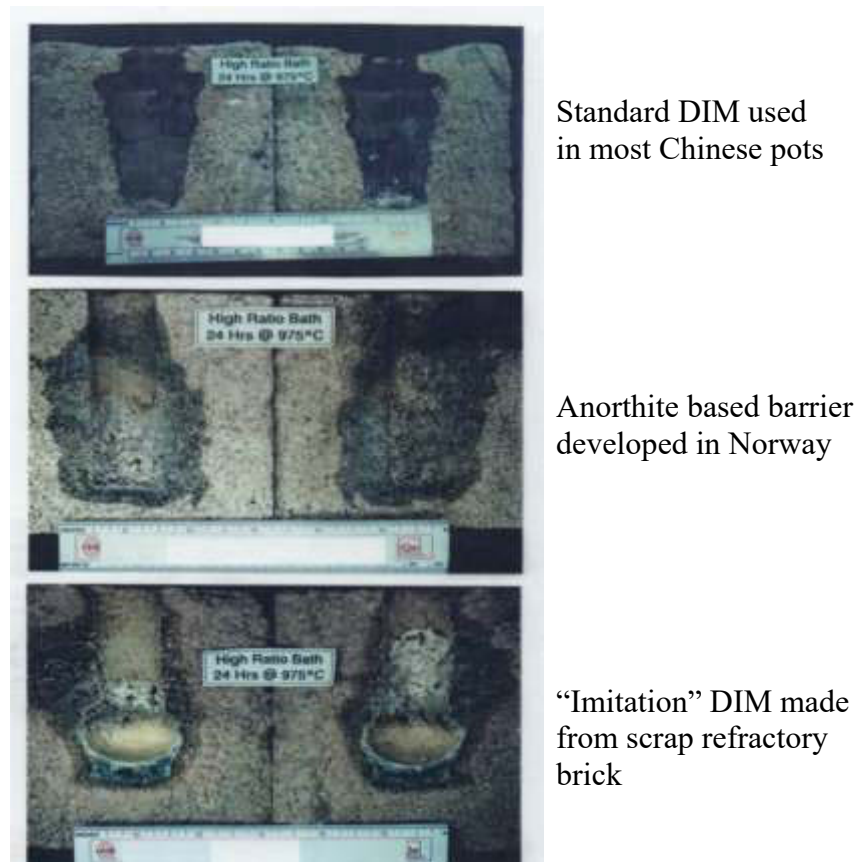 High Ratio Bath
24 Hrs @ 975°C
Standard DIM used
in most Chinese pots
High Ratio Bath
24 Hrs @ 975°C
Anorthite based barrier
developed in Norway
High Ratio Bath
24 Hrs @ 975°C
“Imitation” DIM made
from scrap refractory
brick